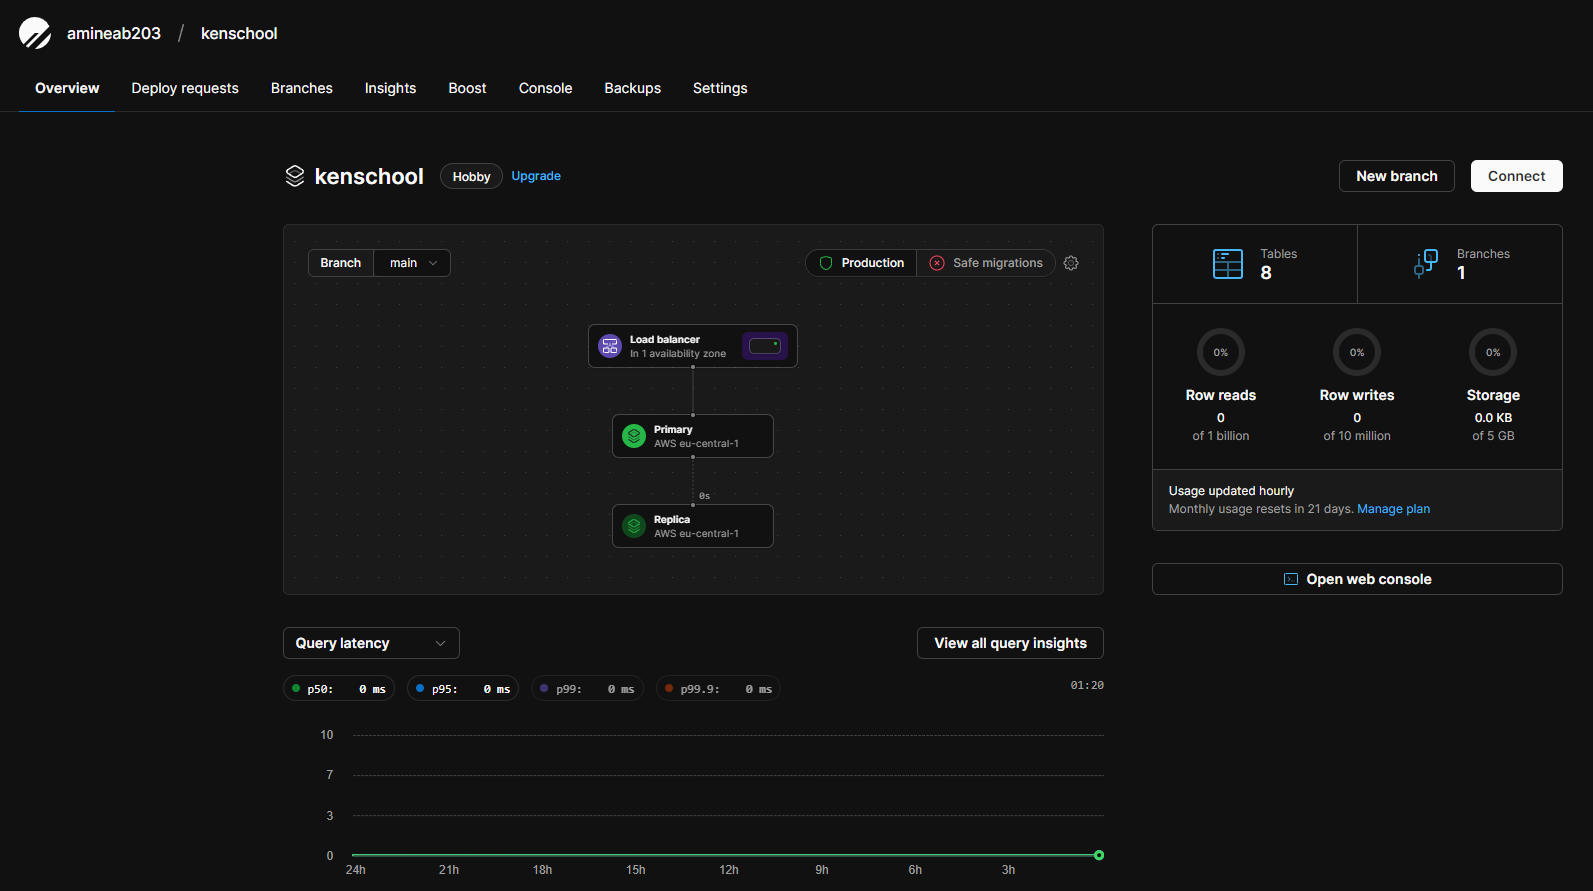 amineab203 / kenschool
Overview Deploy requests Branches Insights Boost Console Backups Settings
kenschool Hobby Upgrade
New branch Connect
Branch main
Production Safe migrations
Load balancer
In 1 availability zone
Primary
AWS eu-central-1
0s
Replica
AWS eu-central-1
Tables
8
Branches
1
0% 0% 0%
Row reads Row writes Storage
0 0 0.0 KB
of 1 billion of 10 million of 5 GB
Usage updated hourly
Monthly usage resets in 21 days. Manage plan
Open web console
Query latency
View all query insights
p50: 0 ms p95: 0 ms p99: 0 ms p99.9: 0 ms
01:20
10
7
3
0
24h 21h 18h 15h 12h 9h 6h 3h